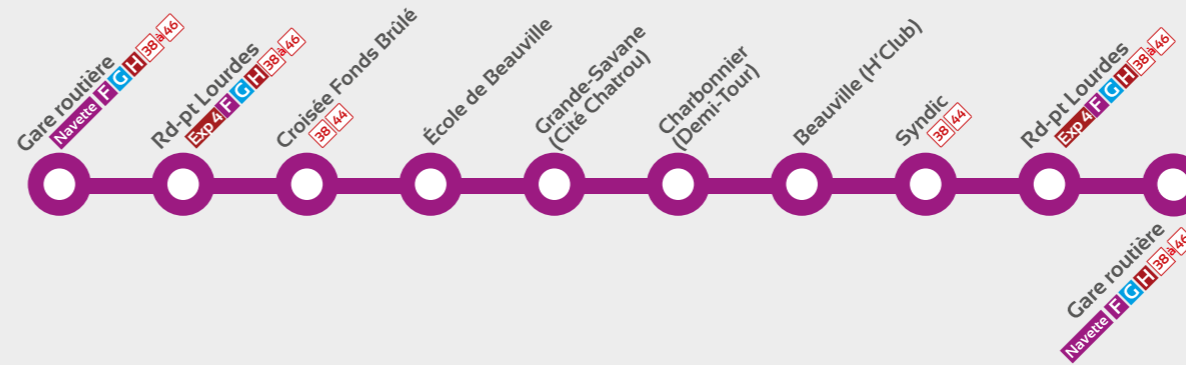 Gare routière
Navette F G H 38 à 46
Rd-pt Lourdes
Exp 4 F G H 38 à 46
Croisée Fonds Brûlé
38 44
École de Beauville
Grande-Savane
(Cité Chatrou)
Charbonnier
(Demi-Tour)
Beauville (H'Club)
Syndic
38 44
Rd-pt Lourdes
Exp 4 F G H 38 à 46
Gare routière
Navette F G H 38 à 46